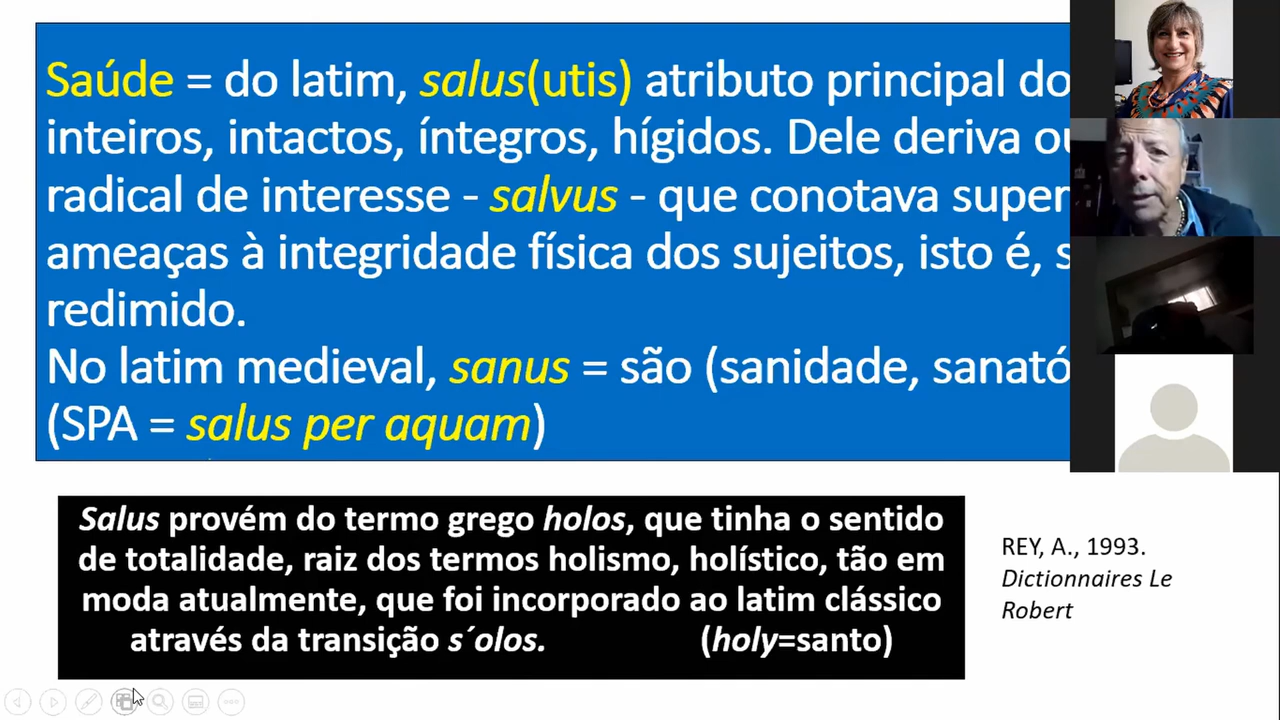 Saúde = do latim, salus(utis) atributo principal do
inteiros, intactos, íntegros, hígidos. Dele deriva
radical de interesse - salvus - que conotava
ameaças à integridade física dos sujeitos, isto é,
redimido.
No latim medieval, sanus = são (sanidade,
(SPA = salus per aquam)
Salus provém do termo grego holos, que tinha o sentido
de totalidade, raiz dos termos holismo, holístico, tão em
moda atualmente, que foi incorporado ao latim clássico
através da transição s´olos. (holy=santo)
REY, A., 1993.
Dictionnaires Le
Robert